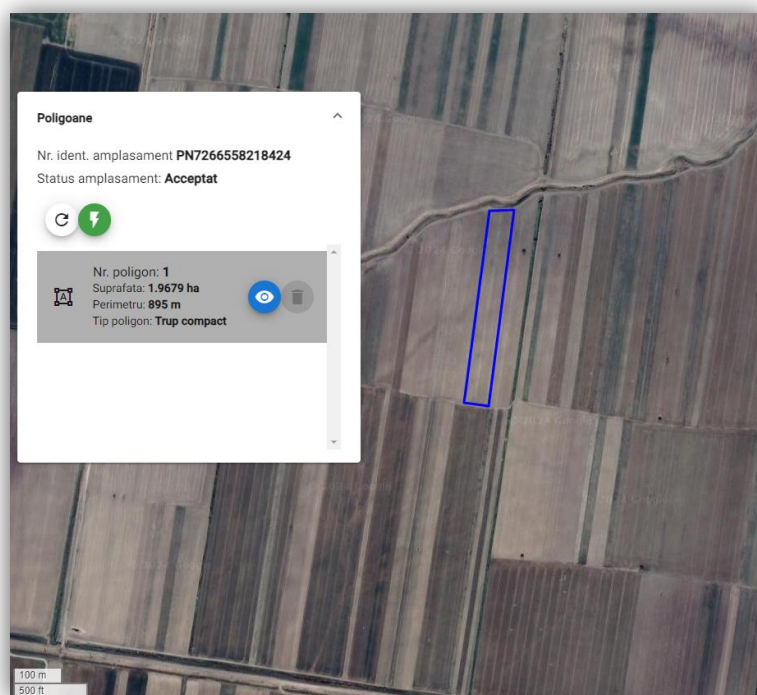 Poligoane
Nr. ident. amplasament PN7266558218424
Status amplasament: Acceptat
A
Nr. poligon: 1
Suprafata: 1.9679 ha
Perimetru: 895 m
Tip poligon: Trup compact
100 m
500 ft